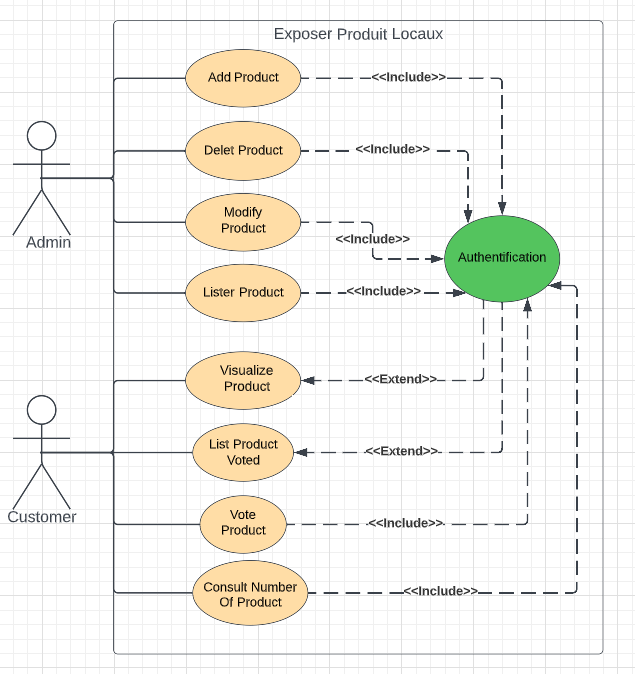 Exposer Produit Locaux
Add Product
<<Include>>
Delet Product
<<Include>>
Modify
Product
<<Include>>
Admin
Authentification
Lister Product
<<Include>>
Visualize
Product
<<Extend>>
List Product
Voted
<<Extend>>
Customer
Vote
Product
<<Include>>
Consult Number
Of Product
<<Include>>